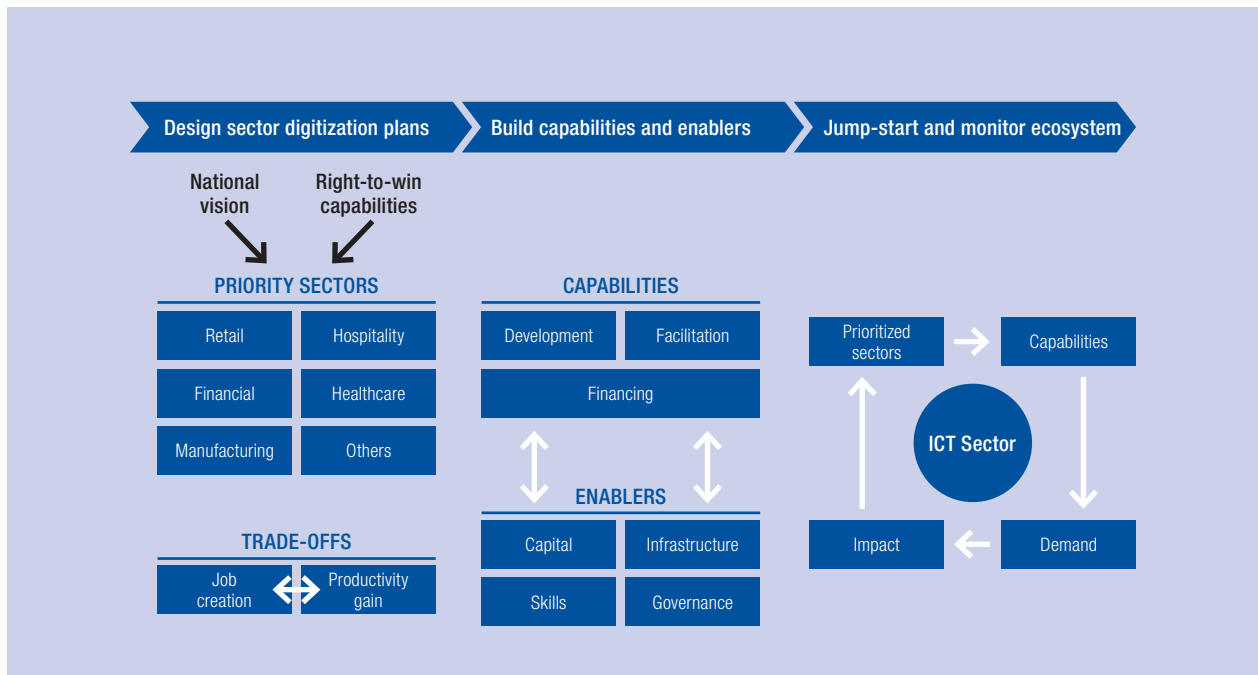 Design sector digitization plans
Build capabilities and enablers
Jump-start and monitor ecosystem
National
vision
Right-to-win
capabilities
PRIORITY SECTORS
Retail
Hospitality
Financial
Healthcare
Manufacturing
Others
TRADE-OFFS
Job
creation
Productivity
gain
CAPABILITIES
Development
Facilitation
Financing
ENABLERS
Capital
Infrastructure
Skills
Governance
Prioritized
sectors
Capabilities
ICT Sector
Impact
Demand